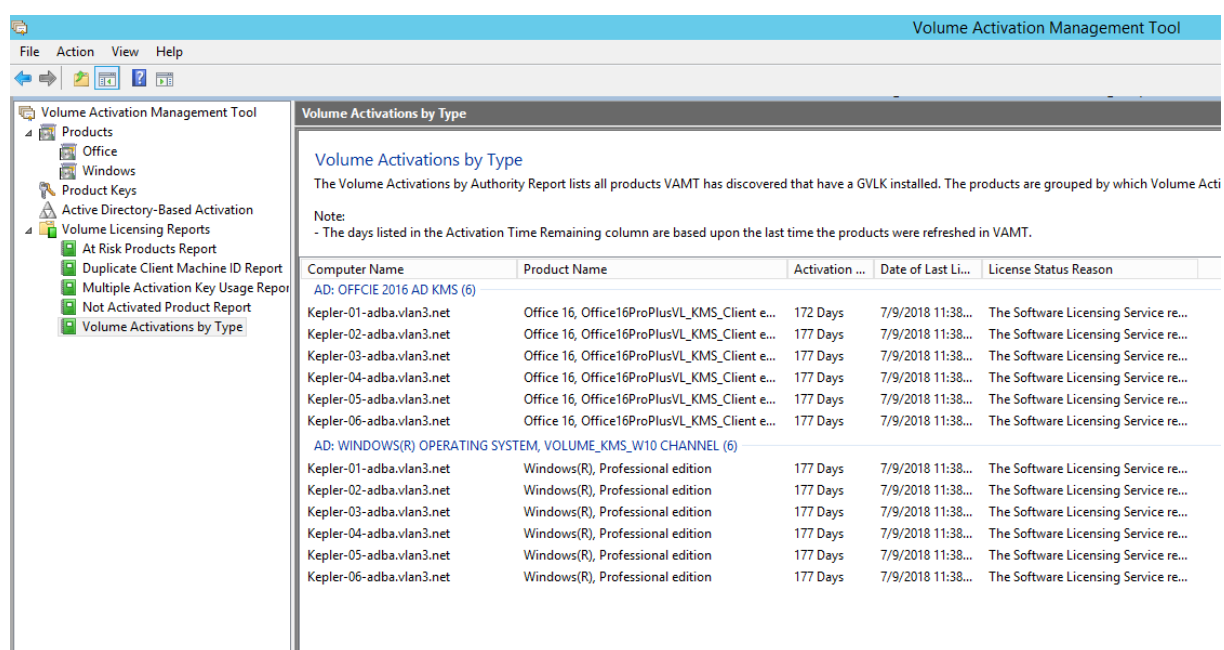 Volume Activation Management Tool
File Action View Help
Volume Activation Management Tool
Products
Office
Windows
Product Keys
Active Directory-Based Activation
Volume Licensing Reports
At Risk Products Report
Duplicate Client Machine ID Report
Multiple Activation Key Usage Repor
Not Activated Product Report
Volume Activations by Type
Volume Activations by Type
Volume Activations by Type
The Volume Activations by Authority Report lists all products VAMT has discovered that have a GVLK installed. The products are grouped by which Volume Acti
Note:
- The days listed in the Activation Time Remaining column are based upon the last time the products were refreshed in VAMT.
Computer Name Product Name Activation ... Date of Last Li... License Status Reason
AD: OFFCIE 2016 AD KMS (6)
Kepler-01-adba.vlan3.net Office 16, Office16ProPlusVL_KMS_Client e... 172 Days 7/9/2018 11:38... The Software Licensing Service re...
Kepler-02-adba.vlan3.net Office 16, Office16ProPlusVL_KMS_Client e... 177 Days 7/9/2018 11:38... The Software Licensing Service re...
Kepler-03-adba.vlan3.net Office 16, Office16ProPlusVL_KMS_Client e... 177 Days 7/9/2018 11:38... The Software Licensing Service re...
Kepler-04-adba.vlan3.net Office 16, Office16ProPlusVL_KMS_Client e... 177 Days 7/9/2018 11:38... The Software Licensing Service re...
Kepler-05-adba.vlan3.net Office 16, Office16ProPlusVL_KMS_Client e... 177 Days 7/9/2018 11:38... The Software Licensing Service re...
Kepler-06-adba.vlan3.net Office 16, Office16ProPlusVL_KMS_Client e... 177 Days 7/9/2018 11:38... The Software Licensing Service re...
AD: WINDOWS(R) OPERATING SYSTEM, VOLUME_KMS_W10 CHANNEL (6)
Kepler-01-adba.vlan3.net Windows(R), Professional edition 177 Days 7/9/2018 11:38... The Software Licensing Service re...
Kepler-02-adba.vlan3.net Windows(R), Professional edition 177 Days 7/9/2018 11:38... The Software Licensing Service re...
Kepler-03-adba.vlan3.net Windows(R), Professional edition 177 Days 7/9/2018 11:38... The Software Licensing Service re...
Kepler-04-adba.vlan3.net Windows(R), Professional edition 177 Days 7/9/2018 11:38... The Software Licensing Service re...
Kepler-05-adba.vlan3.net Windows(R), Professional edition 177 Days 7/9/2018 11:38... The Software Licensing Service re...
Kepler-06-adba.vlan3.net Windows(R), Professional edition 177 Days 7/9/2018 11:38... The Software Licensing Service re...